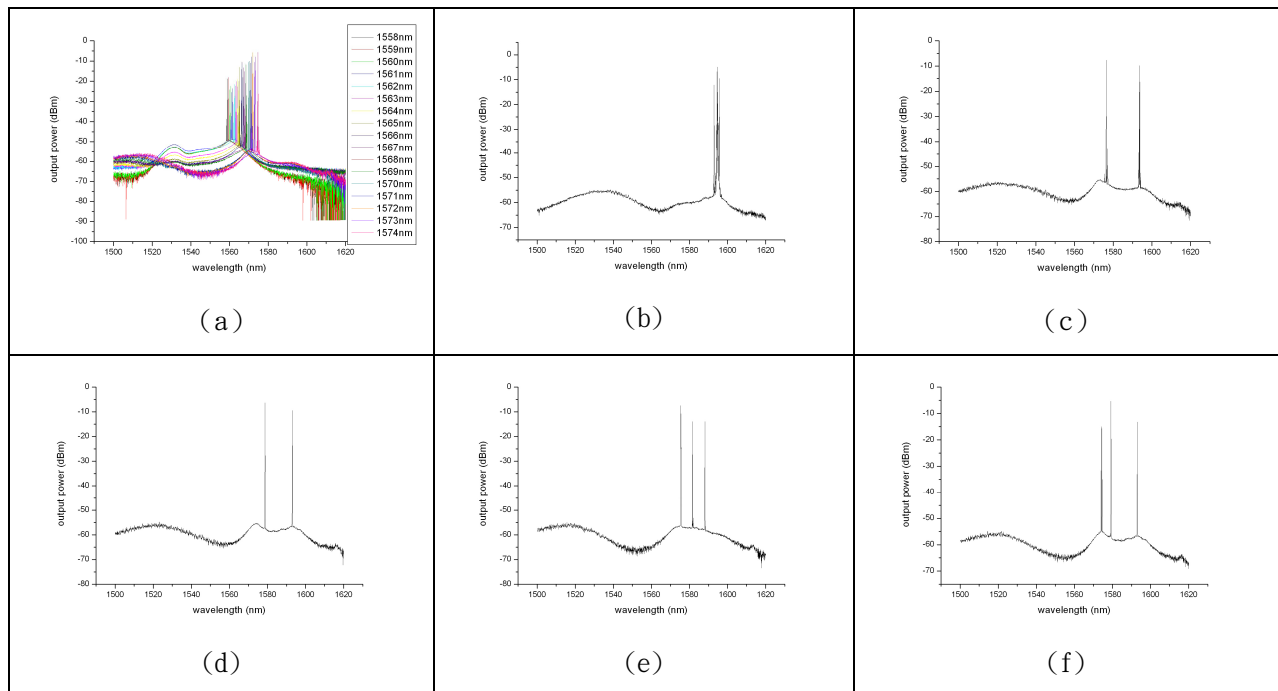 0
-10
-20
-30
-40
-50
-60
-70
-80
-90
-100
output power (dBm)
1500 1520 1540 1560 1580 1600 1620
wavelength (nm)
1558nm
1559nm
1560nm
1561nm
1562nm
1563nm
1564nm
1565nm
1566nm
1567nm
1568nm
1569nm
1570nm
1571nm
1572nm
1573nm
1574nm
(a)
0
-10
-20
-30
-40
-50
-60
-70
output power (dBm)
1500 1520 1540 1560 1580 1600 1620
wavelength (nm)
(b)
0
-10
-20
-30
-40
-50
-60
-70
-80
output power (dBm)
1500 1520 1540 1560 1580 1600 1620
wavelength (nm)
(c)
0
-10
-20
-30
-40
-50
-60
-70
-80
output power (dBm)
1500 1520 1540 1560 1580 1600 1620
wavelength (nm)
(d)
0
-10
-20
-30
-40
-50
-60
-70
-80
output power (dBm)
1500 1520 1540 1560 1580 1600 1620
wavelength (nm)
(e)
0
-10
-20
-30
-40
-50
-60
-70
output power (dBm)
1500 1520 1540 1560 1580 1600 1620
wavelength (nm)
(f)